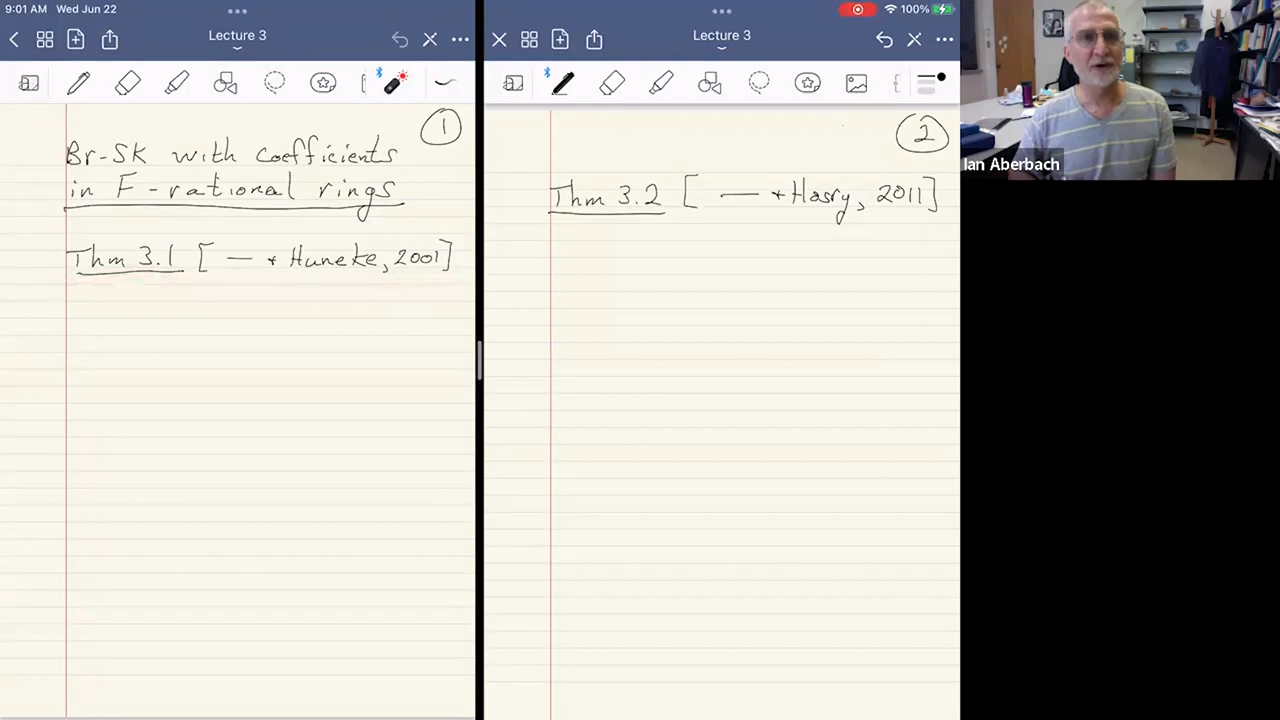 9:01 AM Wed Jun 22
100%
Lecture 3
Lecture 3
1
Br-SK with coefficients
in F-rational rings
Thm 3.1 [ — + Huneke, 2001]
2
Thm 3.2 [ — + Hosry, 2011]
Ian Aberbach